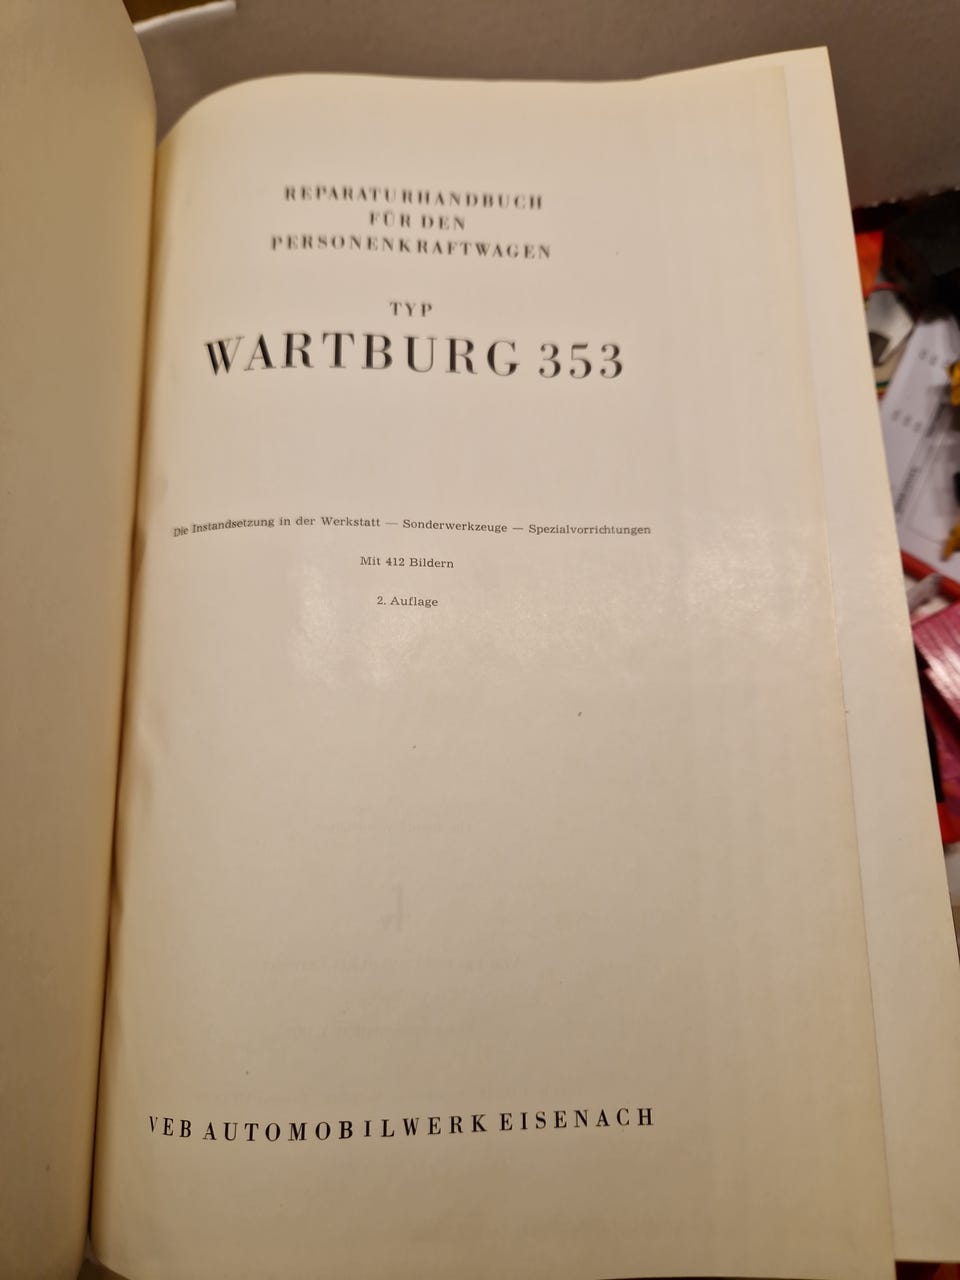 REPARATURHANDBUCH
FÜR DEN
PERSONENKRAFTWAGEN
TYP
WARTBURG 353
Die Instandsetzung in der Werkstatt — Sonderwerkzeuge — Spezialvorrichtungen
Mit 412 Bildern
2. Auflage
VEB AUTOMOBILWERK EISENACH